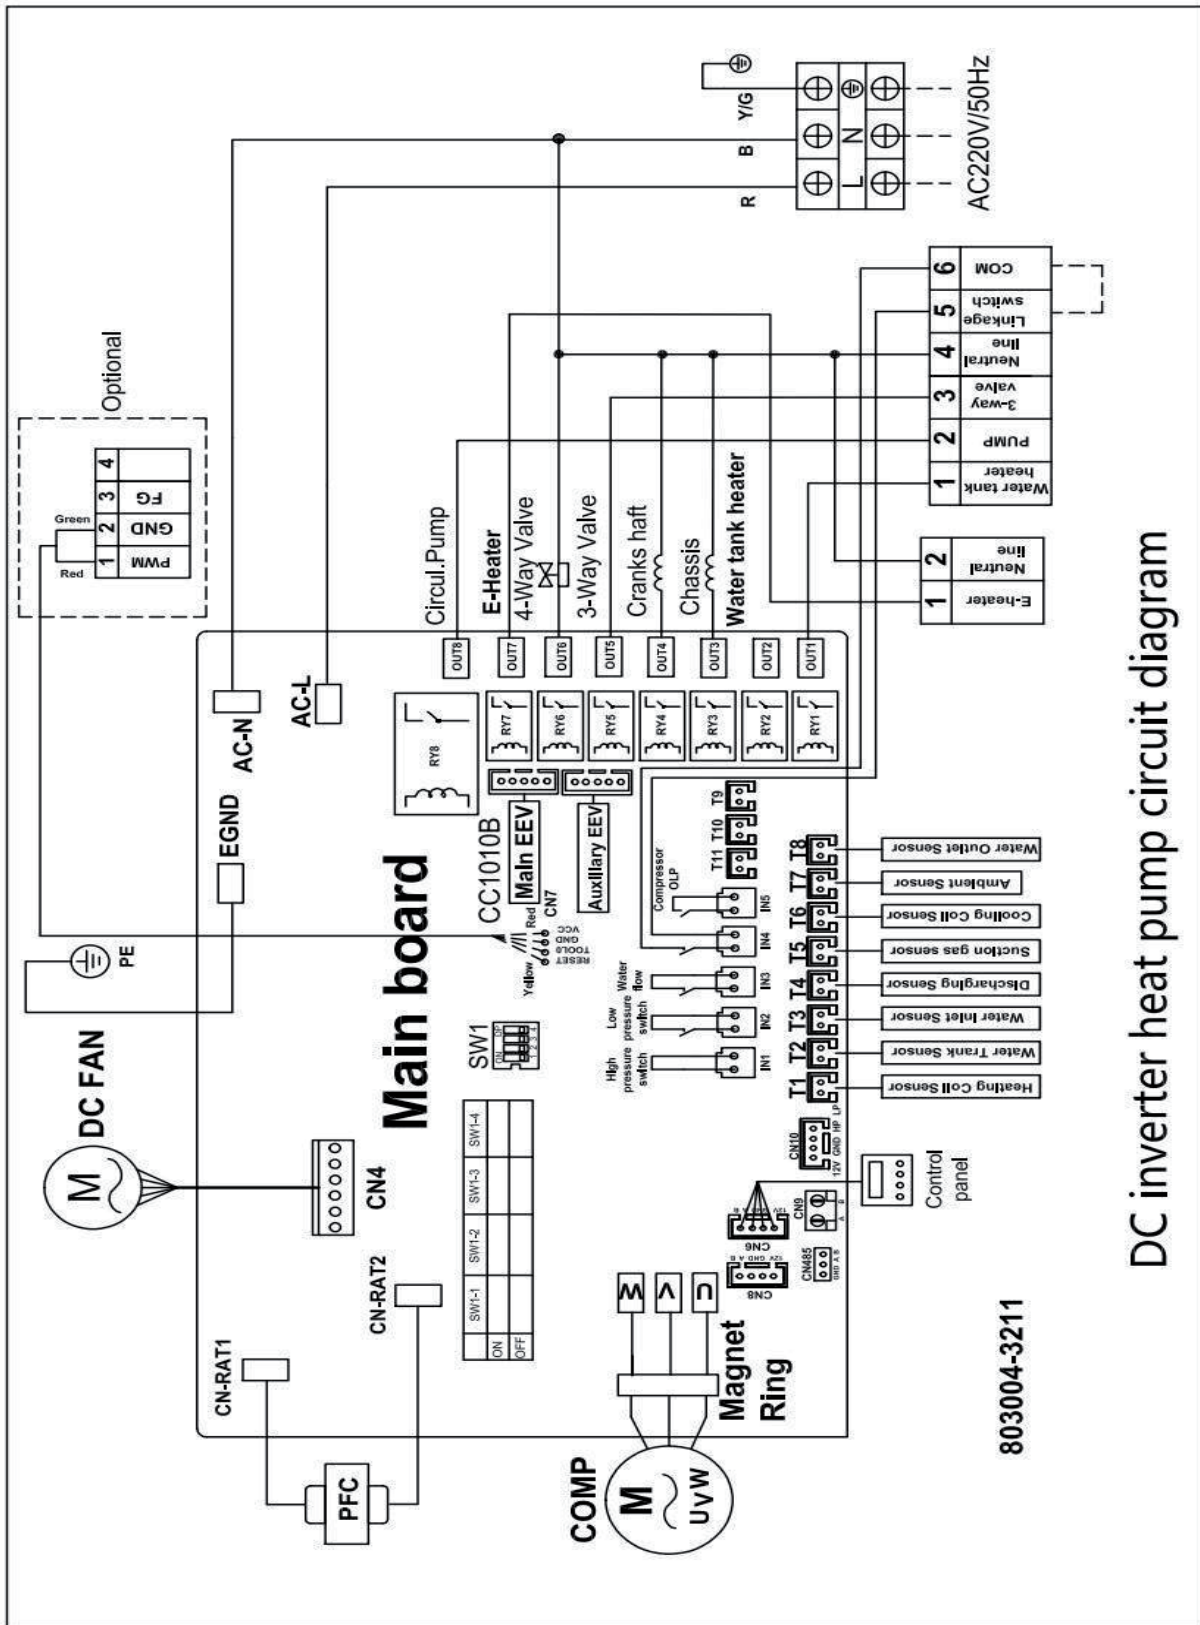 DC inverter heat pump circuit diagram
803004-3211
Main board
CC1010B
DC FAN
M
CN4
PE
EGND
AC-N
AC-L
Optional
Green
Red
1 2 3 4
PWM
GND
FG
Y/G
B
R
L N
AC220V/50Hz
CN-RAT1
CN-RAT2
PFC
SW1-1 SW1-2 SW1-3 SW1-4
ON
OFF
SW1
ON DP
1 2 3 4
Yellow
Red
RESET
TOOL0
GND
VCC
CN7
Main EEV
Auxiliary EEV
RY8
RY7
RY6
RY5
RY4
RY3
RY2
RY1
OUT8
OUT7
OUT6
OUT5
OUT4
OUT3
OUT2
OUT1
Circul.Pump
E-Heater
4-Way Valve
3-Way Valve
Cranks haft
Chassis
Water tank heater
High
pressure
switch
Low
pressure
switch
Water
flow
Compressor
OLP
IN1
IN2
IN3
IN4
IN5
T11
T10
T9
COMP
M
UVW
W
V
U
Magnet
Ring
CN8
12V GND A B
CN6
12V GND A B
CN485
GND A B
CN9
A B
CN10
12V GND HP LP
Control
panel
T1
T2
T3
T4
T5
T6
T7
T8
Heating Coil Sensor
Water Trank Sensor
Water Inlet Sensor
Discharging Sensor
Suction gas sensor
Cooling Coil Sensor
Ambient Sensor
Water Outlet Sensor
1 2
E-heater
Neutral
line
1 2 3 4 5 6
Water tank
heater
PUMP
3-way
valve
Neutral
line
Linkage
switch
COM